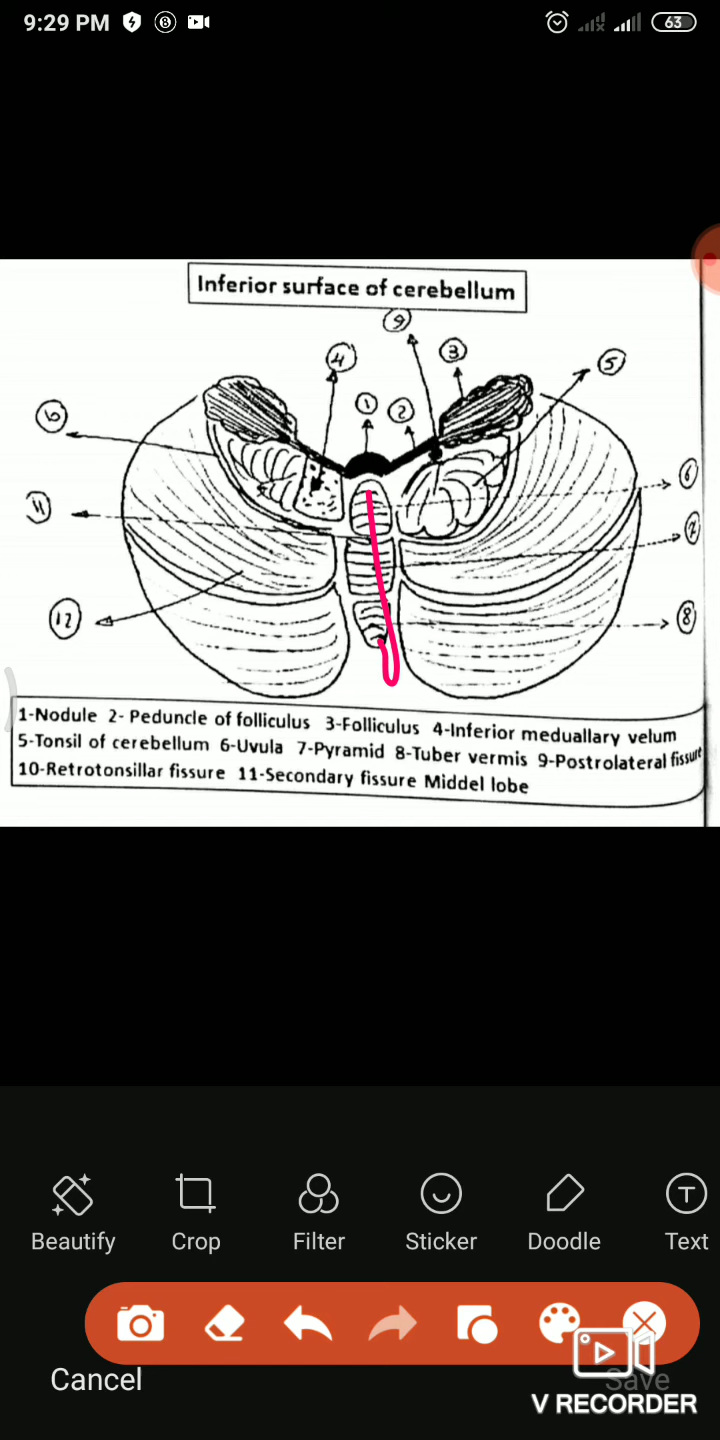 9:29 PM
63
Inferior surface of cerebellum
9
4
3
5
1
2
6
6
11
7
12
8
1-Nodule 2- Peduncle of folliculus 3-Folliculus 4-Inferior meduallary velum
5-Tonsil of cerebellum 6-Uvula 7-Pyramid 8-Tuber vermis 9-Postrolateral fissure
10-Retrotonsillar fissure 11-Secondary fissure Middel lobe
Beautify Crop Filter Sticker Doodle Text
Cancel Save
V RECORDER